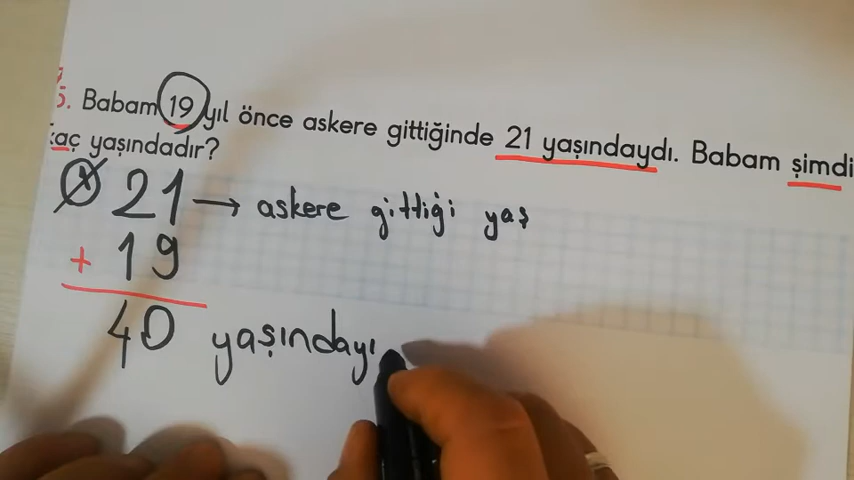 5. Babam 19 yıl önce askere gittiğinde 21 yaşındaydı. Babam şimdi
kaç yaşındadır?
21 → askere gittiği yaş
+ 19
40 yaşındayı